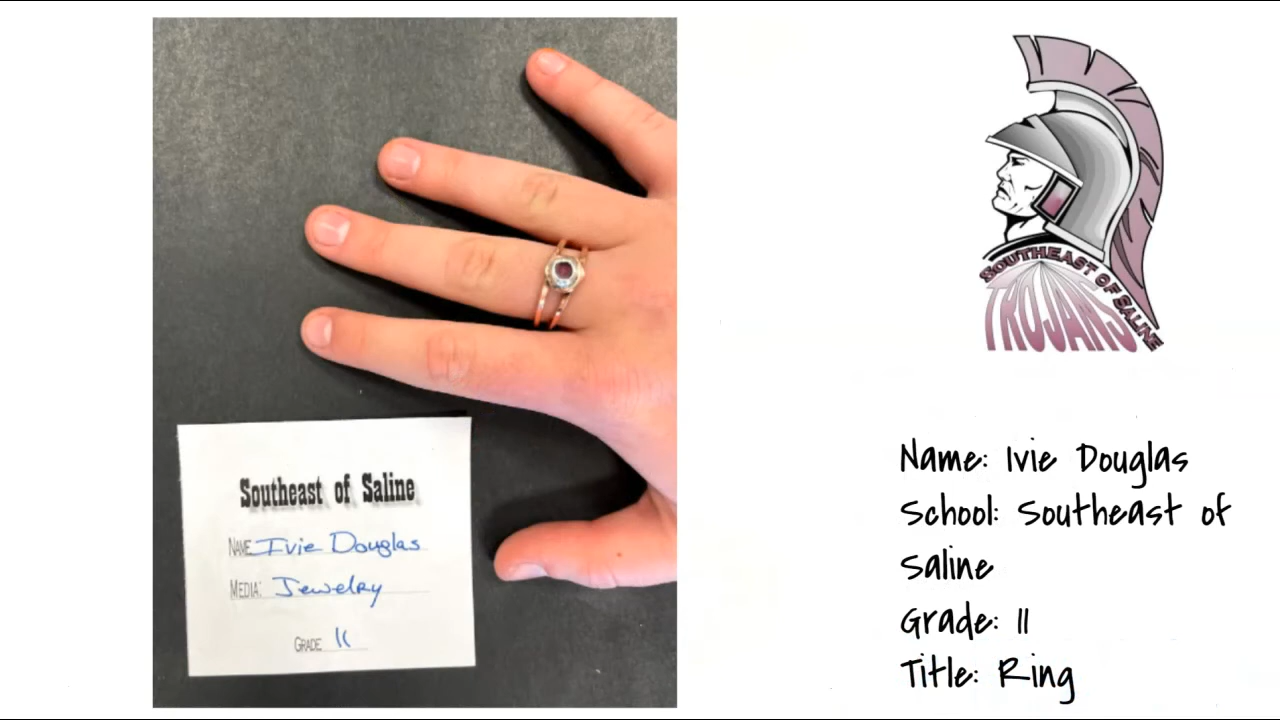 Southeast of Saline
NAME: Ivie Douglas
MEDIA: Jewelry
GRADE 11
SOUTHEAST OF SALINE
TROJANS
Name: Ivie Douglas
School: Southeast of
Saline
Grade: 11
Title: Ring